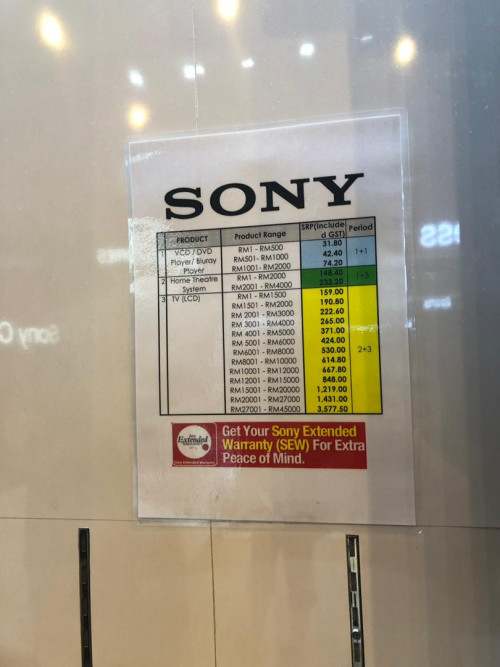 SONY
PRODUCT Product Range SRP(Include d GST) Period
1 VCD / DVD Player/ Bluray Player RM1 - RM500 31.80 1+1
RM501- RM1000 42.40
RM1001- RM2000 74.20
2 Home Theatre System RM1 - RM2000 148.40 1+3
RM2001 - RM4000 233.20
3 TV (LCD) RM1 - RM1500 159.00 2+3
RM1501 - RM2000 190.80
RM 2001 - RM3000 222.60
RM 3001 - RM4000 265.00
RM 4001 - RM5000 371.00
RM 5001 - RM6000 424.00
RM6001 - RM8000 530.00
RM8001 - RM10000 614.80
RM10001 - RM12000 667.80
RM12001 - RM15000 848.00
RM15001 - RM20000 1,219.00
RM20001 - RM27000 1,431.00
RM27001 - RM45000 3,577.50
Extended
Get Your Sony Extended
Warranty (SEW) For Extra
Peace of Mind.